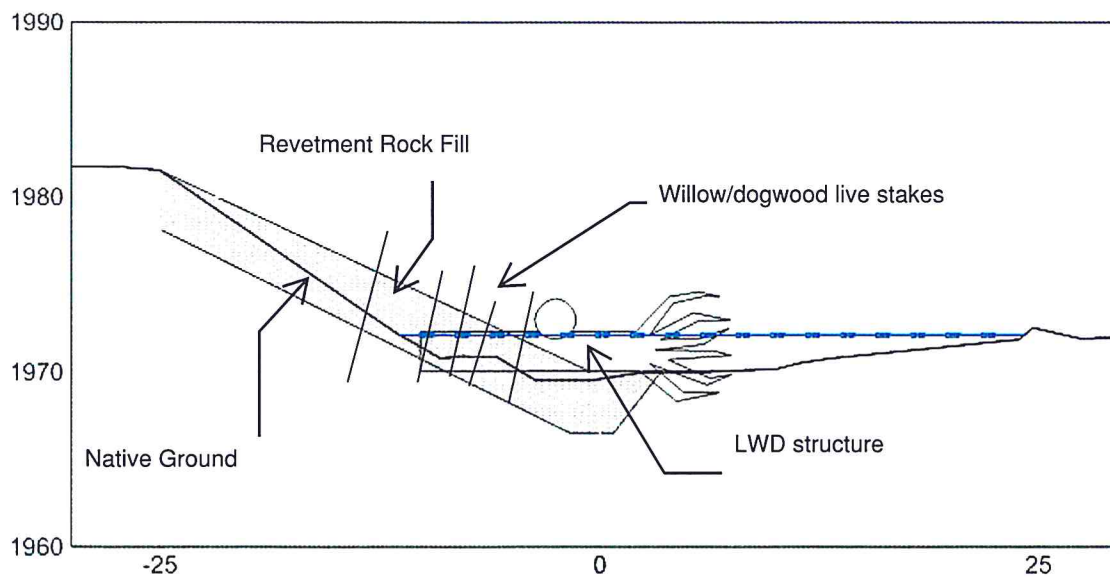 1990
Revetment Rock Fill
Willow/dogwood live stakes
1980
1970
Native Ground
LWD structure
1960
-25
0
25